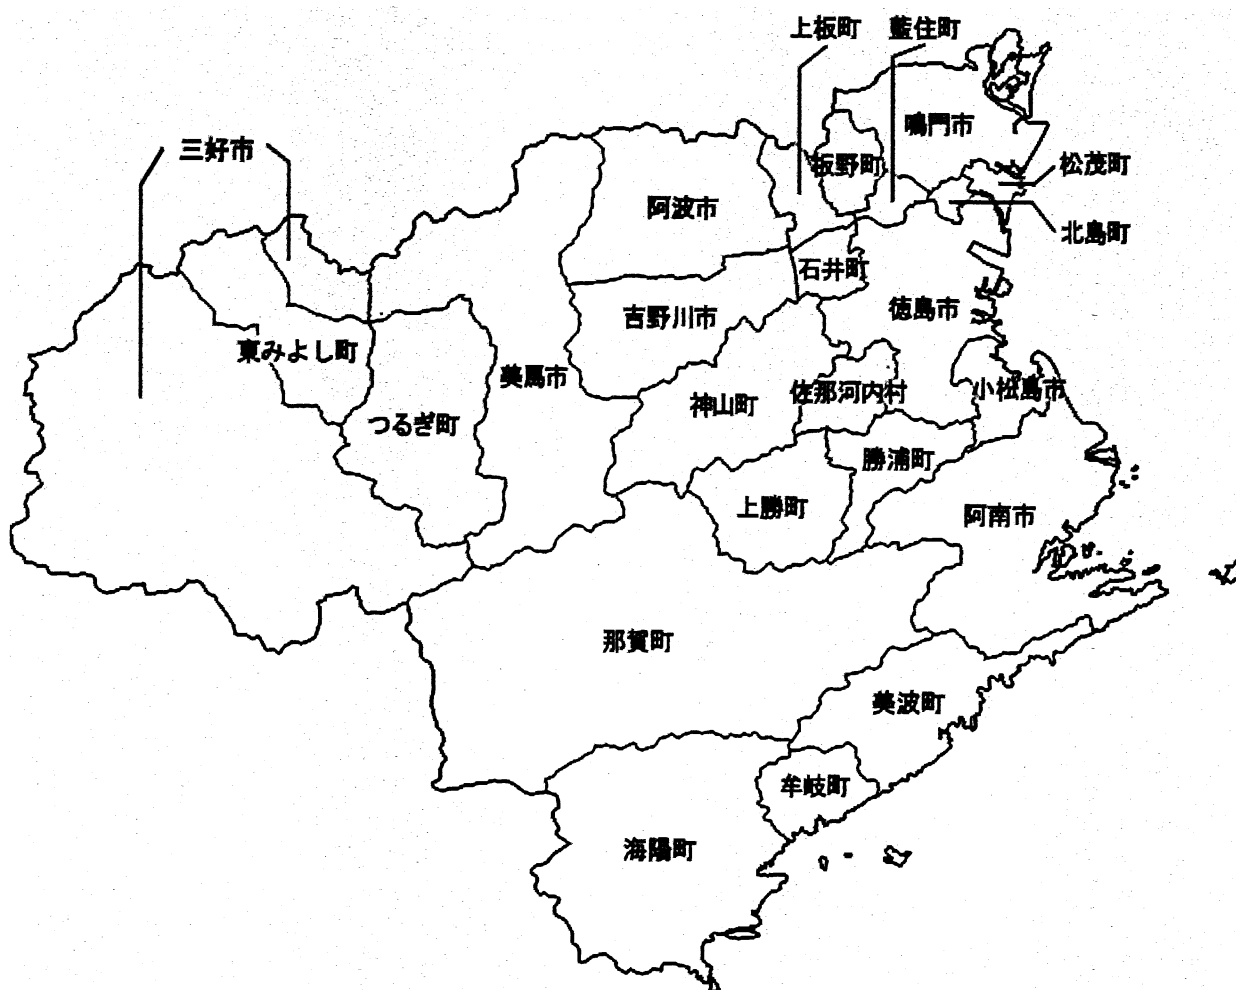 上板町
藍住町
鳴門市
三好市
板野町
松茂町
阿波市
北島町
石井町
徳島市
吉野川市
東みよし町
美馬市
佐那河内村
小松島市
神山町
つるぎ町
勝浦町
上勝町
阿南市
那賀町
美波町
牟岐町
海陽町